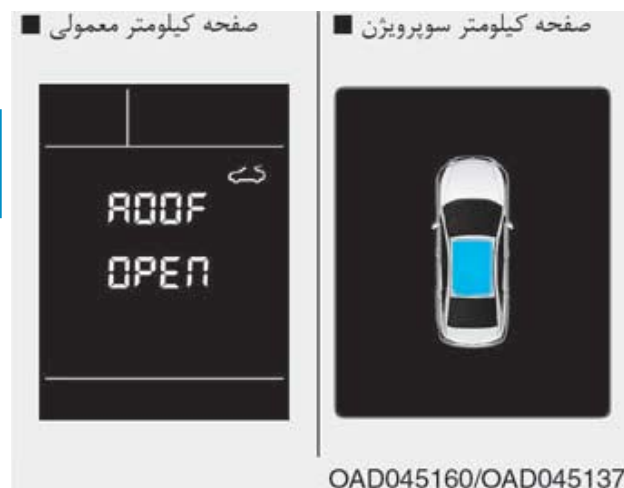 صفحه کیلومتر سوپرویژن ■
صفحه کیلومتر معمولی ■
ROOF
OPEN
OAD045160/OAD045137